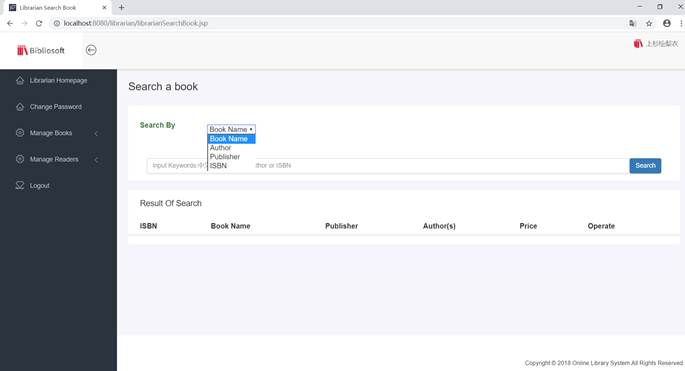 Librarian Search Book
localhost:8080/librarian/librarianSearchBook.jsp
Bibliosoft
上杉绘梨衣
Librarian Homepage
Change Password
Manage Books
Manage Readers
Logout
Search a book
Search By
Book Name
Book Name
Author
Publisher
ISBN
Input Keywords:中 thor or ISBN
Search
Result Of Search
ISBN Book Name Publisher Author(s) Price Operate
Copyright © 2018 Online Library System All Rights Reserved.